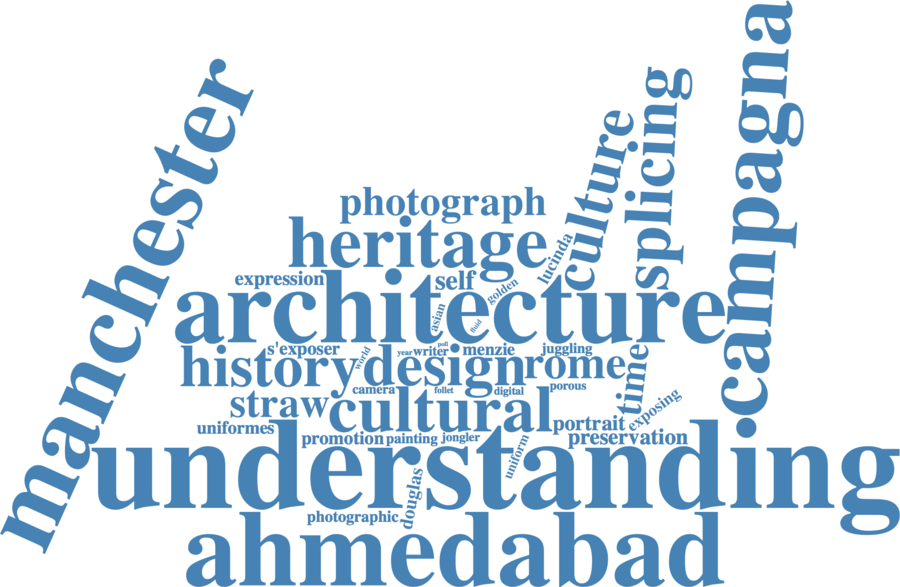 manchester
campagna
splicing
culture
photograph
heritage
lucinda
expression
self
golden
architecture
asian
fluid
s'exposer
world
year
writer
poll
menzie
juggling
history
design
rome
time
camera
follet
digital
porous
straw
cultural
exposing
uniformes
portrait
promotion
painting
jongler
preservation
understanding
uniform
douglas
photographic
ahmedabad